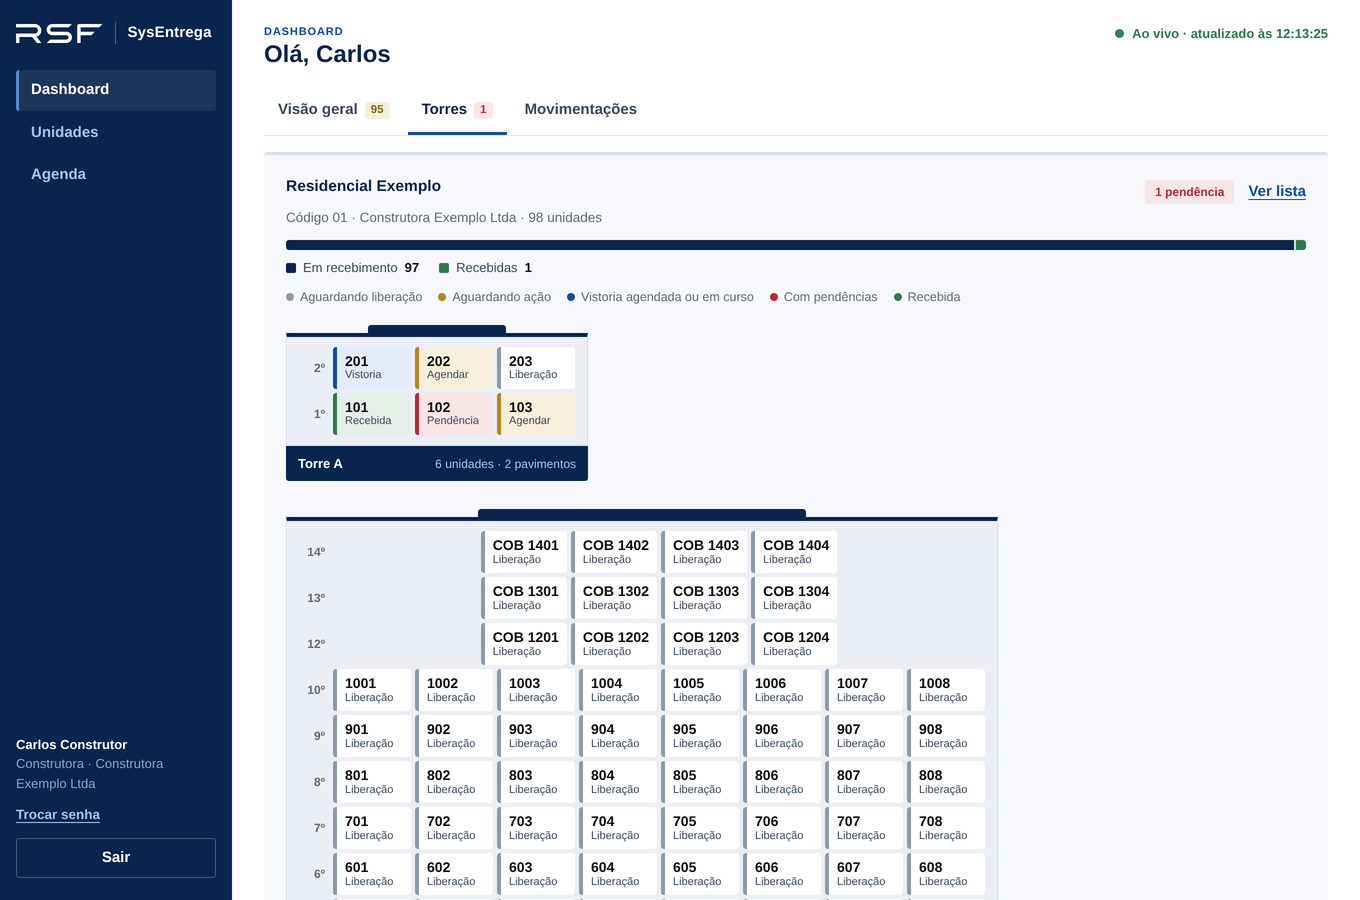 RSF SysEntrega
Dashboard
Unidades
Agenda
Carlos Construtor
Construtora · Construtora
Exemplo Ltda
Trocar senha
Sair
DASHBOARD
Olá, Carlos
Ao vivo · atualizado às 12:13:25
Visão geral 95 Torres 1 Movimentações
Residencial Exemplo
1 pendência Ver lista
Código 01 · Construtora Exemplo Ltda · 98 unidades
Em recebimento 97 Recebidas 1
Aguardando liberação Aguardando ação Vistoria agendada ou em curso Com pendências Recebida
2º 201 202 203
Vistoria Agendar Liberação
1º 101 102 103
Recebida Pendência Agendar
Torre A 6 unidades · 2 pavimentos
14º COB 1401 COB 1402 COB 1403 COB 1404
Liberação Liberação Liberação Liberação
13º COB 1301 COB 1302 COB 1303 COB 1304
Liberação Liberação Liberação Liberação
12º COB 1201 COB 1202 COB 1203 COB 1204
Liberação Liberação Liberação Liberação
10º 1001 1002 1003 1004 1005 1006 1007 1008
Liberação Liberação Liberação Liberação Liberação Liberação Liberação Liberação
9º 901 902 903 904 905 906 907 908
Liberação Liberação Liberação Liberação Liberação Liberação Liberação Liberação
8º 801 802 803 804 805 806 807 808
Liberação Liberação Liberação Liberação Liberação Liberação Liberação Liberação
7º 701 702 703 704 705 706 707 708
Liberação Liberação Liberação Liberação Liberação Liberação Liberação Liberação
6º 601 602 603 604 605 606 607 608
Liberação Liberação Liberação Liberação Liberação Liberação Liberação Liberação